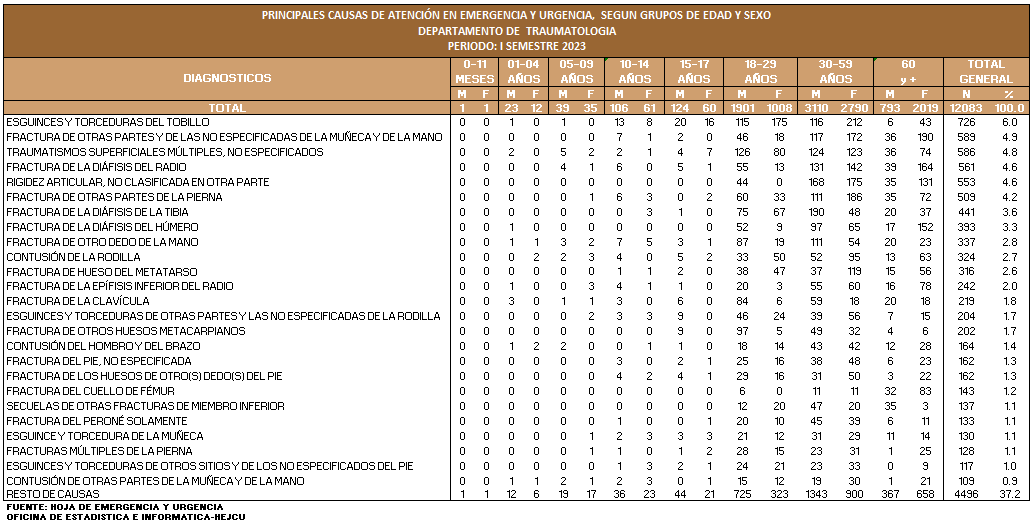 PRINCIPALES CAUSAS DE ATENCIÓN EN EMERGENCIA Y URGENCIA, SEGUN GRUPOS DE EDAD Y SEXO
DEPARTAMENTO DE TRAUMATOLOGIA
PERIODO: I SEMESTRE 2023
DIAGNOSTICOS 0-11 MESES 01-04 AÑOS 05-09 AÑOS 10-14 AÑOS 15-17 AÑOS 18-29 AÑOS 30-59 AÑOS 60 y + TOTAL GENERAL
M F M F M F M F M F M F M F M F N %
TOTAL 1 1 23 12 39 35 106 61 124 60 1901 1008 3110 2790 793 2019 12083 100.0
ESGUINCES Y TORCEDURAS DEL TOBILLO 0 0 1 0 1 0 13 8 20 16 115 175 116 212 6 43 726 6.0
FRACTURA DE OTRAS PARTES Y DE LAS NO ESPECIFICADAS DE LA MUÑECA Y DE LA MANO 0 0 0 0 0 0 7 1 2 0 46 18 117 172 36 190 589 4.9
TRAUMATISMOS SUPERFICIALES MÚLTIPLES, NO ESPECIFICADOS 0 0 2 0 5 2 2 1 4 7 126 80 124 123 36 74 586 4.8
FRACTURA DE LA DIÁFISIS DEL RADIO 0 0 0 0 4 1 6 0 5 1 55 13 131 142 39 164 561 4.6
RIGIDEZ ARTICULAR, NO CLASIFICADA EN OTRA PARTE 0 0 0 0 0 0 0 0 0 0 44 0 168 175 35 131 553 4.6
FRACTURA DE OTRAS PARTES DE LA PIERNA 0 0 0 0 0 1 6 3 0 2 60 33 111 186 35 72 509 4.2
FRACTURA DE LA DIÁFISIS DE LA TIBIA 0 0 0 0 0 0 0 3 1 0 75 67 190 48 20 37 441 3.6
FRACTURA DE LA DIÁFISIS DEL HÚMERO 0 0 1 0 0 0 0 0 0 0 52 9 97 65 17 152 393 3.3
FRACTURA DE OTRO DEDO DE LA MANO 0 0 1 1 3 2 7 5 3 1 87 19 111 54 20 23 337 2.8
CONTUSIÓN DE LA RODILLA 0 0 0 2 2 3 4 0 5 2 33 50 52 95 13 63 324 2.7
FRACTURA DE HUESO DEL METATARSO 0 0 0 0 0 0 1 1 2 0 38 47 37 119 15 56 316 2.6
FRACTURA DE LA EPÍFISIS INFERIOR DEL RADIO 0 0 1 0 0 3 4 1 1 0 20 3 55 60 16 78 242 2.0
FRACTURA DE LA CLAVÍCULA 0 0 3 0 1 1 3 0 6 0 84 6 59 18 20 18 219 1.8
ESGUINCES Y TORCEDURAS DE OTRAS PARTES Y LAS NO ESPECIFICADAS DE LA RODILLA 0 0 0 0 0 2 3 3 9 0 46 24 39 56 7 15 204 1.7
FRACTURA DE OTROS HUESOS METACARPIANOS 0 0 0 0 0 0 0 0 9 0 97 5 49 32 4 6 202 1.7
CONTUSIÓN DEL HOMBRO Y DEL BRAZO 0 0 1 2 2 0 0 1 1 0 18 14 43 42 12 28 164 1.4
FRACTURA DEL PIE, NO ESPECIFICADA 0 0 0 0 0 0 3 0 2 1 25 16 38 48 6 23 162 1.3
FRACTURA DE LOS HUESOS DE OTRO(S) DEDO(S) DEL PIE 0 0 0 0 0 0 4 2 4 1 29 16 31 50 3 22 162 1.3
FRACTURA DEL CUELLO DE FÉMUR 0 0 0 0 0 0 0 0 0 0 6 0 11 11 32 83 143 1.2
SECUELAS DE OTRAS FRACTURAS DE MIEMBRO INFERIOR 0 0 0 0 0 0 0 0 0 0 12 20 47 20 35 3 137 1.1
FRACTURA DEL PERONÉ SOLAMENTE 0 0 0 0 0 0 1 1 0 0 20 10 45 39 6 11 133 1.1
ESGUINCE Y TORCEDURA DE LA MUÑECA 0 0 0 0 0 1 2 3 3 3 21 12 31 29 11 14 130 1.1
FRACTURAS MÚLTIPLES DE LA PIERNA 0 0 0 0 0 1 1 0 1 2 28 15 23 31 1 25 128 1.1
ESGUINCES Y TORCEDURAS DE OTROS SITIOS Y DE LOS NO ESPECIFICADOS DEL PIE 0 0 0 0 0 0 1 3 2 1 24 21 23 33 0 9 117 1.0
CONTUSIÓN DE OTRAS PARTES DE LA MUÑECA Y DE LA MANO 0 0 1 1 2 1 2 3 0 1 15 12 19 30 1 21 109 0.9
RESTO DE CAUSAS 1 1 12 6 19 17 36 23 44 21 725 323 1343 900 367 658 4496 37.2
FUENTE: HOJA DE EMERGENCIA Y URGENCIA
OFICINA DE ESTADISTICA E INFORMATICA-HEJCU